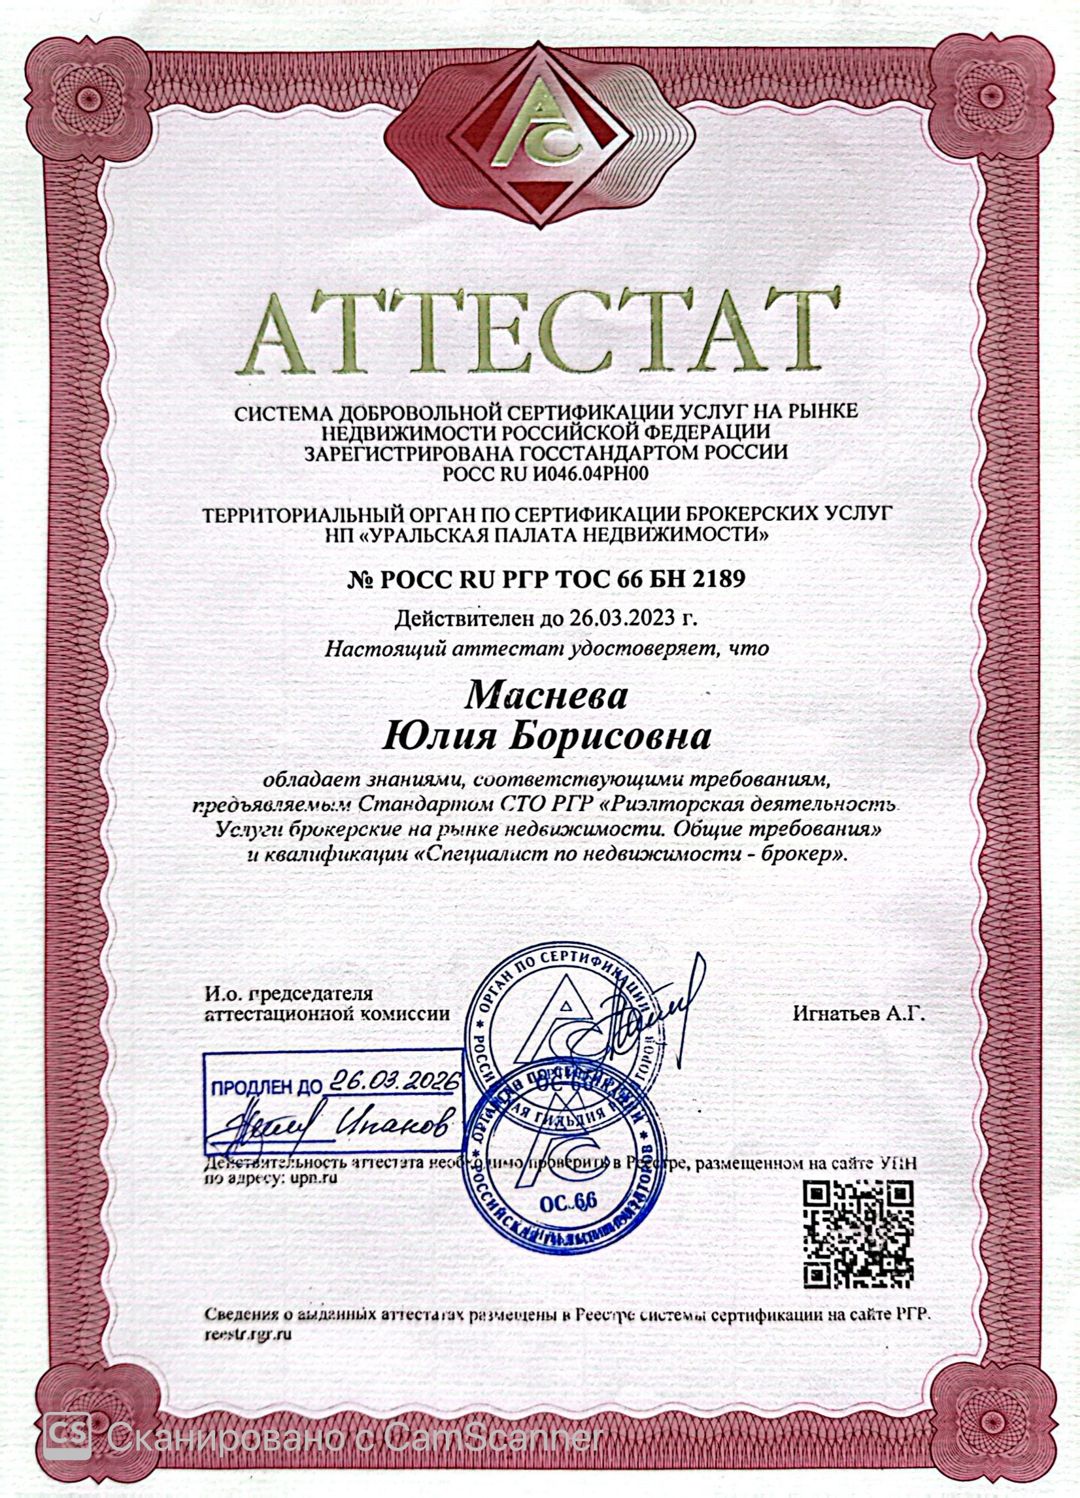 АТТЕСТАТ
СИСТЕМА ДОБРОВОЛЬНОЙ СЕРТИФИКАЦИИ УСЛУГ НА РЫНКЕ
НЕДВИЖИМОСТИ РОССИЙСКОЙ ФЕДЕРАЦИИ
ЗАРЕГИСТРИРОВАНА ГОССТАНДАРТОМ РОССИИ
РОСС RU И046.04РН00
ТЕРРИТОРИАЛЬНЫЙ ОРГАН ПО СЕРТИФИКАЦИИ БРОКЕРСКИХ УСЛУГ
НП «УРАЛЬСКАЯ ПАЛАТА НЕДВИЖИМОСТИ»
№ РОСС RU РГР ТОС 66 БН 2189
Действителен до 26.03.2023 г.
Настоящий аттестат удостоверяет, что
Маснева
Юлия Борисовна
обладает знаниями, соответствующими требованиям,
предъявляемым Стандартом СТО РГР «Риэлторская деятельность.
Услуги брокерские на рынке недвижимости. Общие требования»
и квалификации «Специалист по недвижимости - брокер».
И.о. председателя
аттестационной комиссии
Игнатьев А.Г.
ОРГАН ПО СЕРТИФИКАЦИИ
ПРОДЛЕН ДО 26.03.2026
Действительность аттестата необходимо проверить в Реестре, размещенном на сайте УПН
по адресу: upn.ru
ОС 66
Сведения о выданных аттестатах размещены в Реестре системы сертификации на сайте РГР.
reestr.rgr.ru
CS Сканировано с CamScanner